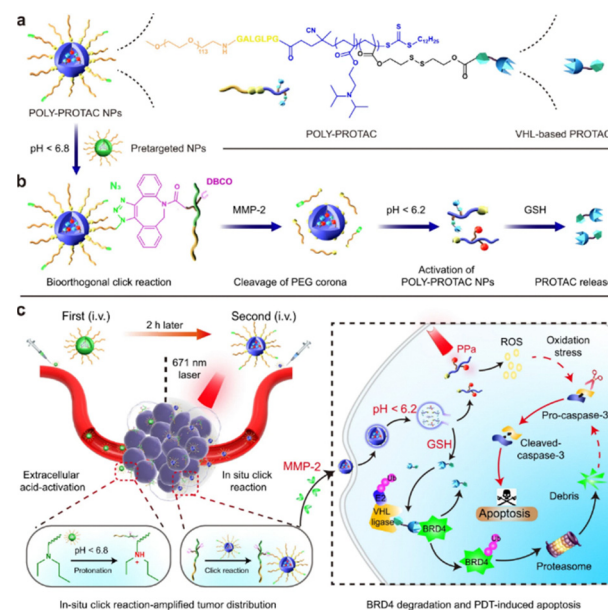 a
GALGLPG
CN
C₁₂H₂₅
112
POLY-PROTAC NPs
POLY-PROTAC
VHL-based PROTAC
pH < 6.8
Pretargeted NPs
b
N₃
DBCO
MMP-2
pH < 6.2
GSH
Bioorthogonal click reaction
Cleavage of PEG corona
Activation of
POLY-PROTAC NPs
PROTAC release
c
First (i.v.)
2 h later
Second (i.v.)
671 nm
laser
Extracellular
acid-activation
In situ click
reaction
pH < 6.8
Protonation
Click reaction
In-situ click reaction-amplified tumor distribution
MMP-2
PPa
ROS
Oxidation
stress
pH < 6.2
GSH
Pro-caspase-3
Cleaved-
caspase-3
Apoptosis
Debris
VHL
ligase
BRD4
BRD4
Proteasome
BRD4 degradation and PDT-induced apoptosis